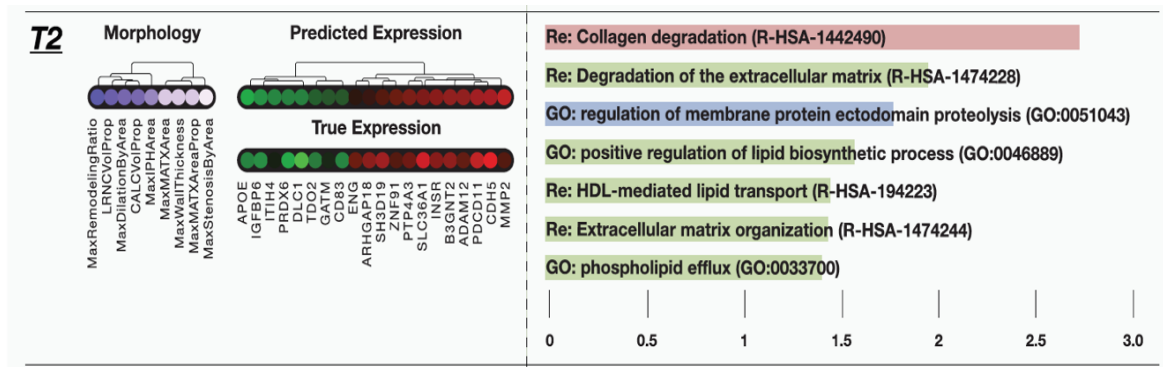 T2
Morphology
Predicted Expression
True Expression
MaxRemodelingRatio
LRNCVolProp
MaxDilationByArea
CALCVolProp
MaxIPHArea
MaxMATXArea
MaxWallThickness
MaxMATXAreaProp
MaxStenosisByArea
APOE
IGFBP6
ITIH4
PRDX6
DLC1
TDO2
GATM
CD83
ENG
ARHGAP18
SH3D19
ZNF91
PTP4A3
SLC36A1
INSR
B3GNT2
ADAM12
PDCD11
CDH5
MMP2
Re: Collagen degradation (R-HSA-1442490)
Re: Degradation of the extracellular matrix (R-HSA-1474228)
GO: regulation of membrane protein ectodomain proteolysis (GO:0051043)
GO: positive regulation of lipid biosynthetic process (GO:0046889)
Re: HDL-mediated lipid transport (R-HSA-194223)
Re: Extracellular matrix organization (R-HSA-1474244)
GO: phospholipid efflux (GO:0033700)
0 0.5 1 1.5 2 2.5 3.0